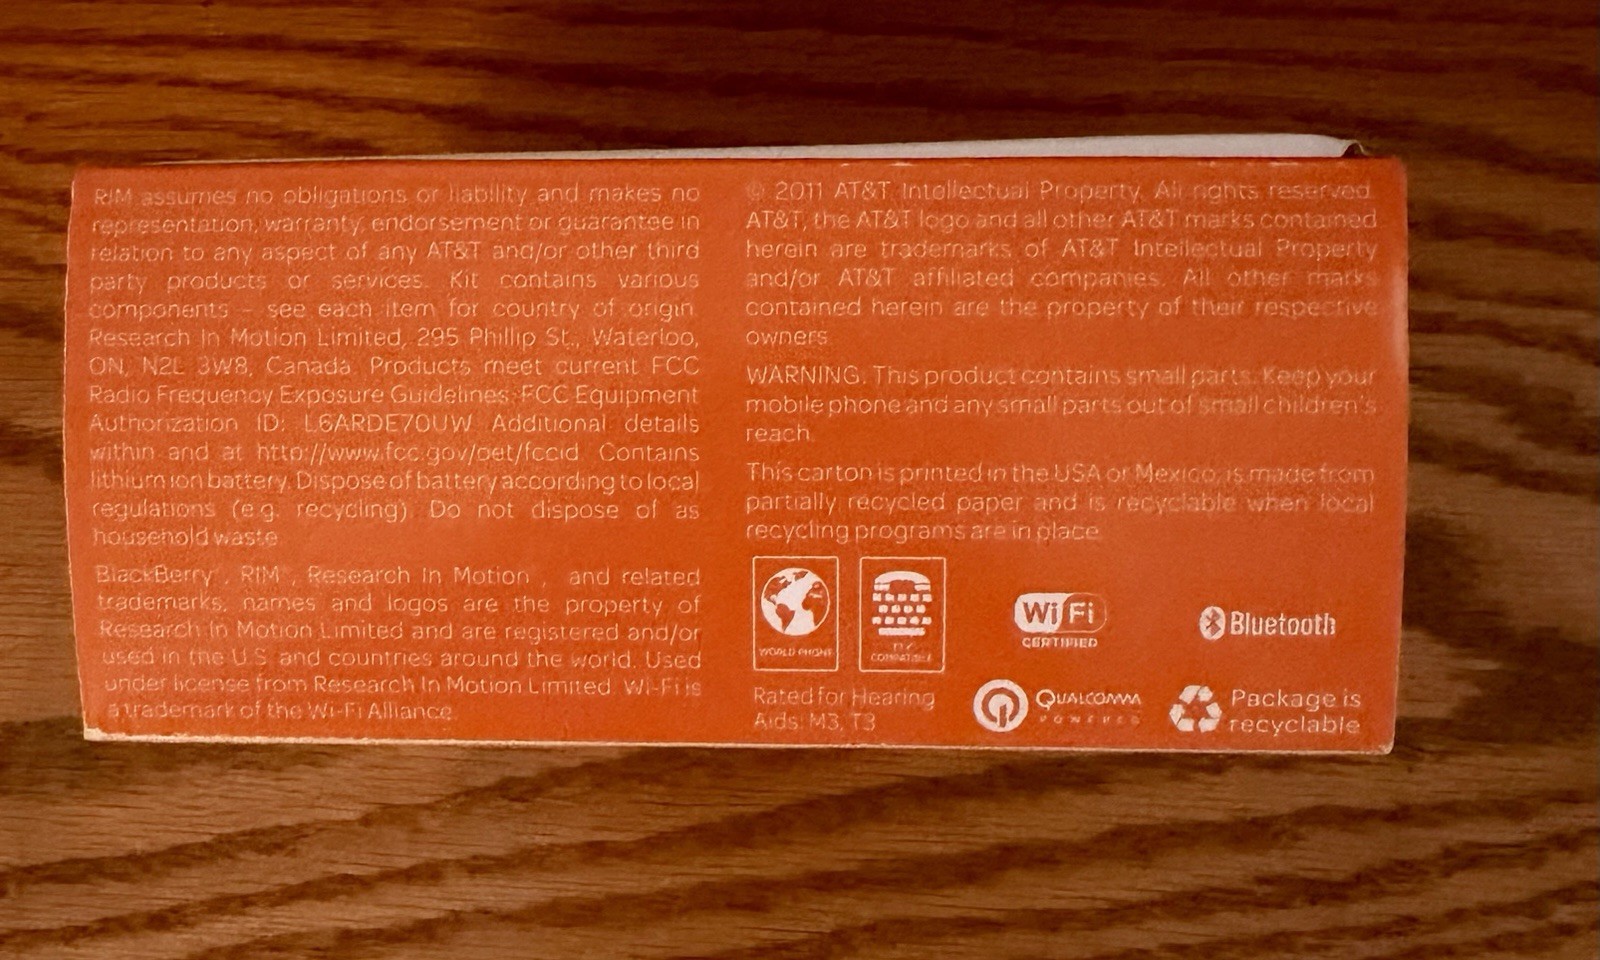 RIM assumes no obligations or liability and makes no
representation, warranty, endorsement or guarantee in
relation to any aspect of any AT&T and/or other third
party products or services. Kit contains various
components - see each item for country of origin.
Research In Motion Limited, 295 Phillip St., Waterloo,
ON, N2L 3W8, Canada. Products meet current FCC
Radio Frequency Exposure Guidelines; FCC Equipment
Authorization ID: L6ARDE70UW Additional details
within and at http://www.fcc.gov/oet/fccid Contains
lithium ion battery. Dispose of battery according to local
regulations (e.g. recycling). Do not dispose of as
household waste
BlackBerry, RIM, Research In Motion, and related
trademarks, names and logos are the property of
Research In Motion Limited and are registered and/or
used in the U.S. and countries around the world. Used
under license from Research In Motion Limited. Wi-Fi is
a trademark of the Wi-Fi Alliance.
© 2011 AT&T Intellectual Property. All rights reserved.
AT&T, the AT&T logo and all other AT&T marks contained
herein are trademarks of AT&T Intellectual Property
and/or AT&T affiliated companies. All other marks
contained herein are the property of their respective
owners.
WARNING: This product contains small parts. Keep your
mobile phone and any small parts out of small children's
reach.
This carton is printed in the USA or Mexico, is made from
partially recycled paper and is recyclable when local
recycling programs are in place.
WORLD PHONE
TTY
COMPATIBLE
Wi Fi
CERTIFIED
Bluetooth
Rated for Hearing
Aids: M3, T3
QUALCOMM
POWERED
Package is
recyclable